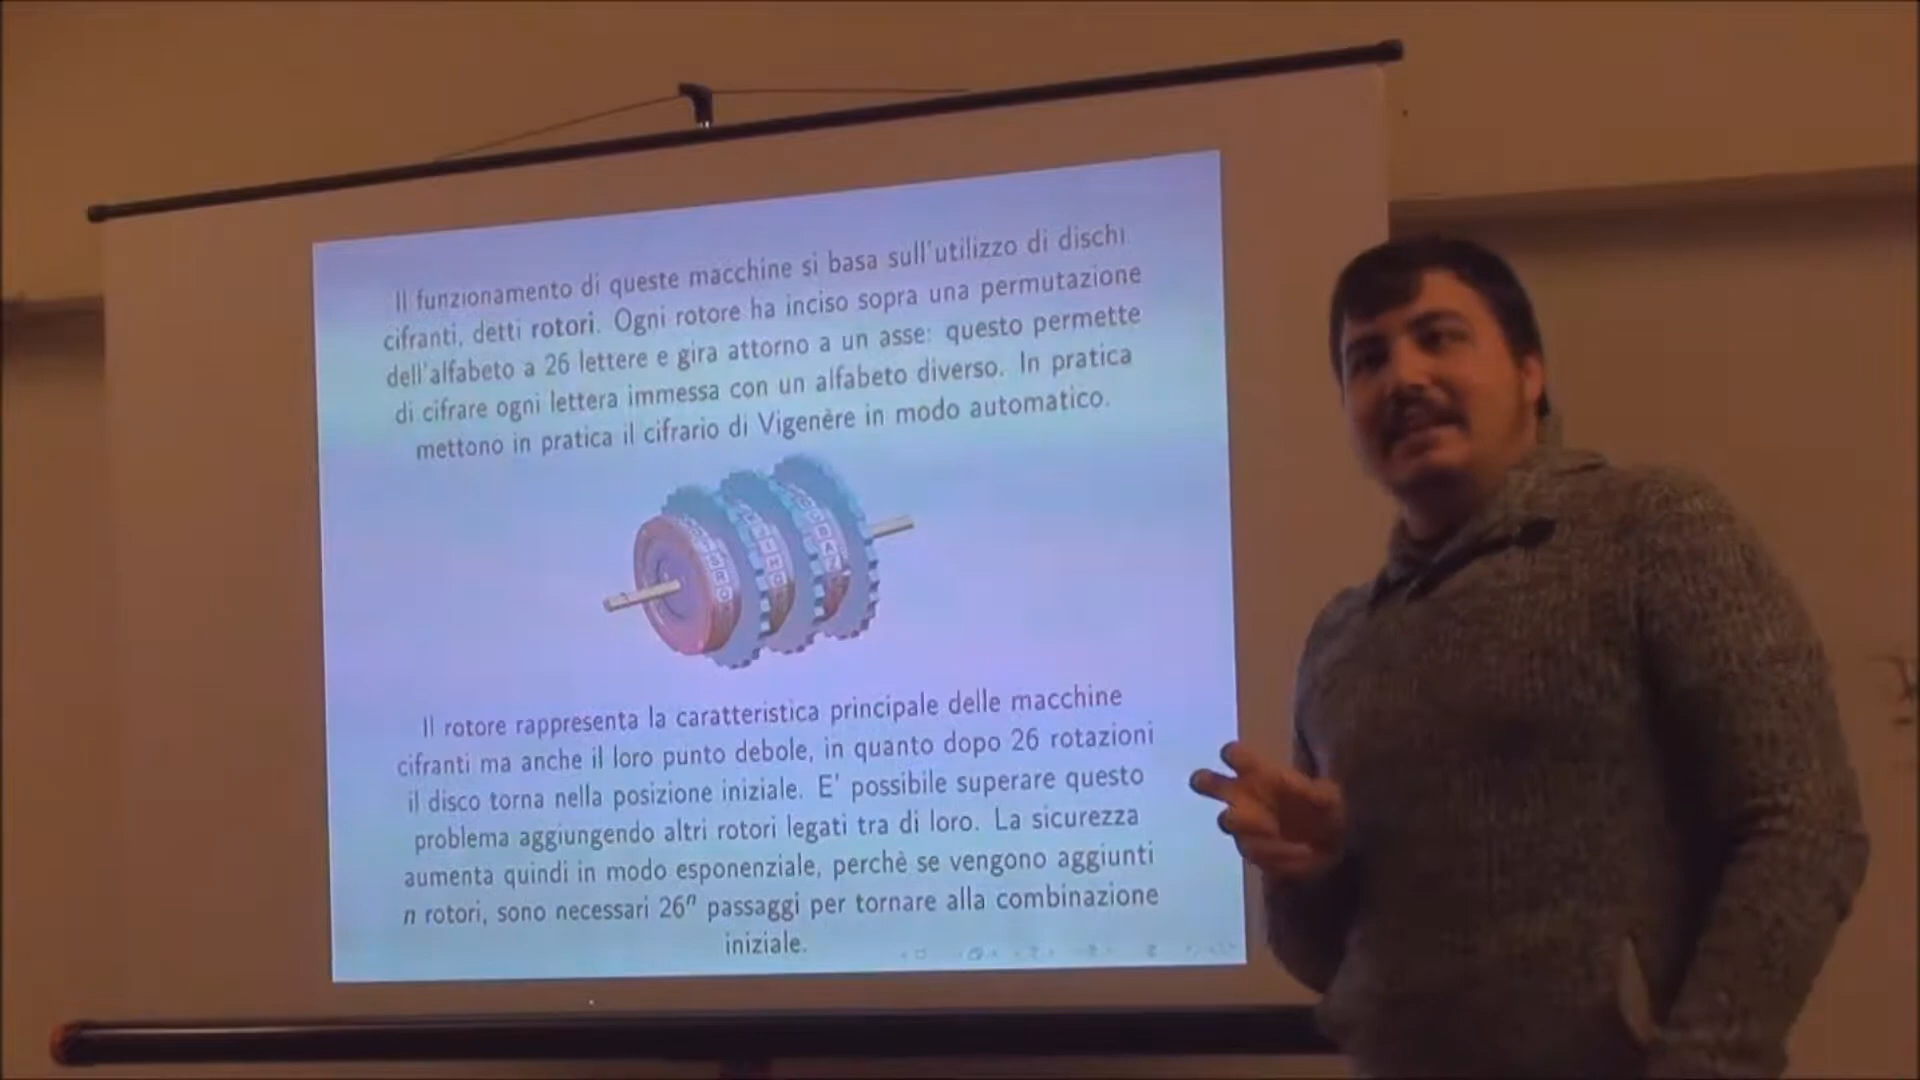 Il funzionamento di queste macchine si basa sull'utilizzo di dischi
cifranti, detti rotori. Ogni rotore ha inciso sopra una permutazione
dell'alfabeto a 26 lettere e gira attorno a un asse: questo permette
di cifrare ogni lettera immessa con un alfabeto diverso. In pratica
mettono in pratica il cifrario di Vigenère in modo automatico.
Il rotore rappresenta la caratteristica principale delle macchine
cifranti ma anche il loro punto debole, in quanto dopo 26 rotazioni
il disco torna nella posizione iniziale. E' possibile superare questo
problema aggiungendo altri rotori legati tra di loro. La sicurezza
aumenta quindi in modo esponenziale, perchè se vengono aggiunti
n rotori, sono necessari 26ⁿ passaggi per tornare alla combinazione
iniziale.